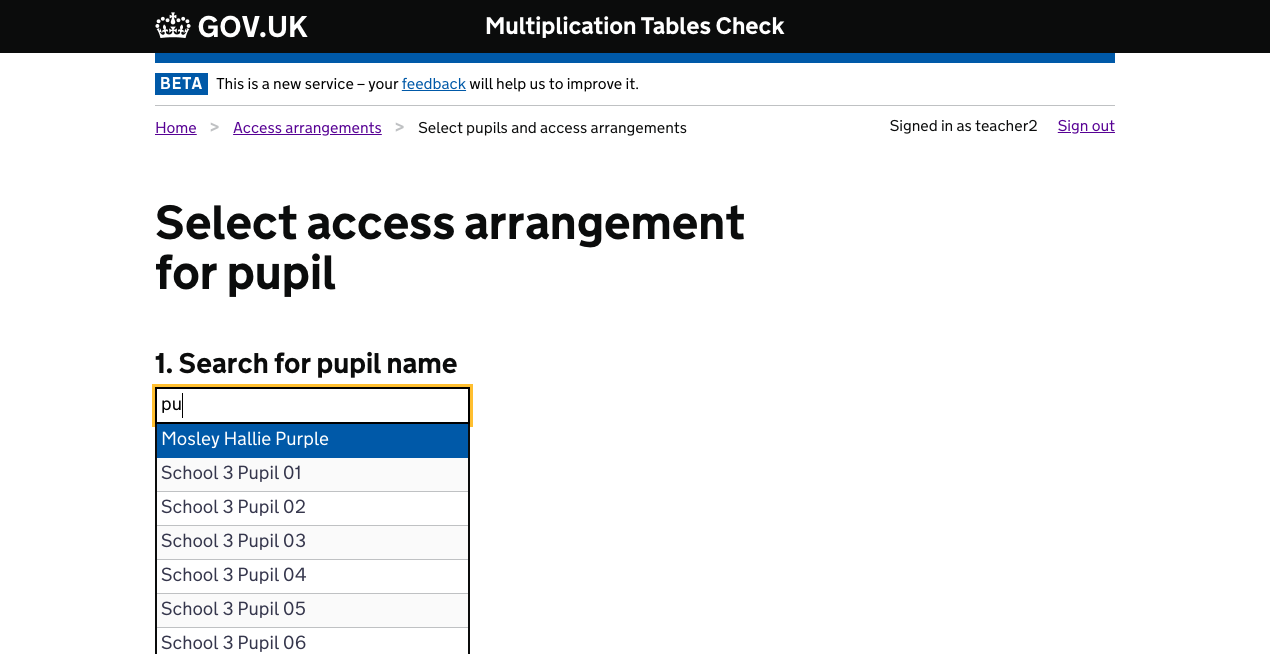 GOV.UK Multiplication Tables Check
BETA This is a new service – your feedback will help us to improve it.
Home > Access arrangements > Select pupils and access arrangements Signed in as teacher2 Sign out
Select access arrangement
for pupil
1. Search for pupil name
pu
Mosley Hallie Purple
School 3 Pupil 01
School 3 Pupil 02
School 3 Pupil 03
School 3 Pupil 04
School 3 Pupil 05
School 3 Pupil 06